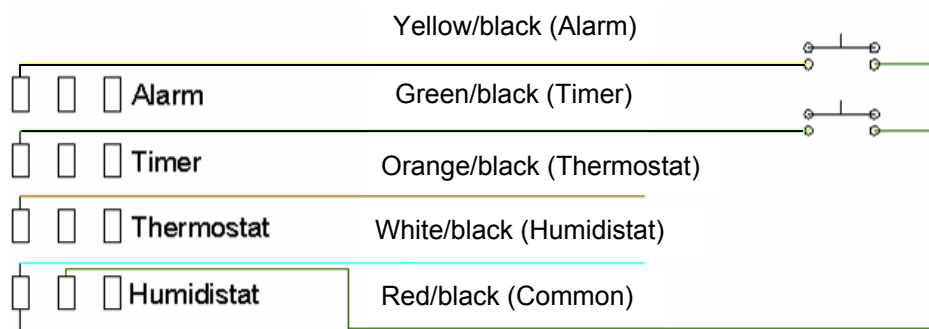 Yellow/black (Alarm)
Alarm
Green/black (Timer)
Timer
Orange/black (Thermostat)
Thermostat
White/black (Humidistat)
Humidistat
Red/black (Common)